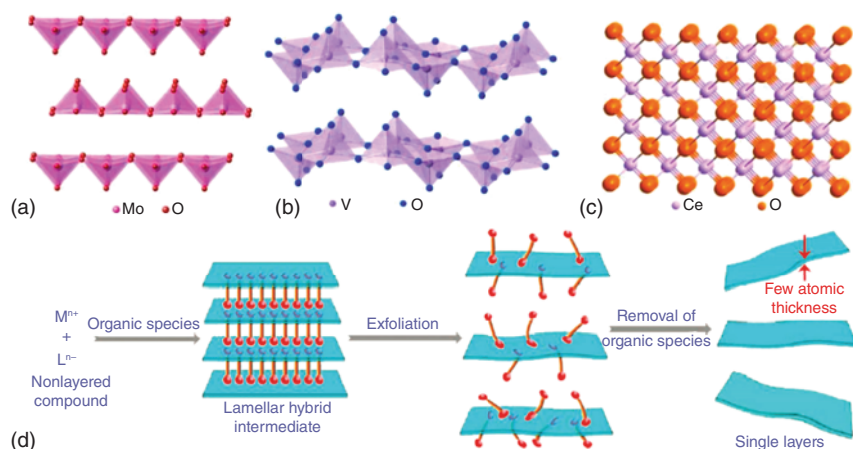 (a)
Mo
O
(b)
V
O
(c)
Ce
O
Mⁿ⁺
+
Lⁿ⁻
Nonlayered
compound
Organic species
Lamellar hybrid
intermediate
Exfoliation
Removal of
organic species
Few atomic
thickness
Single layers
(d)